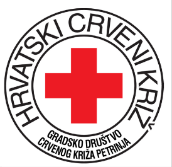 HRVATSKI CRVENI KRIŽ
GRADSKO DRUŠTVO
CRVENOG KRIŽA PETRINJA